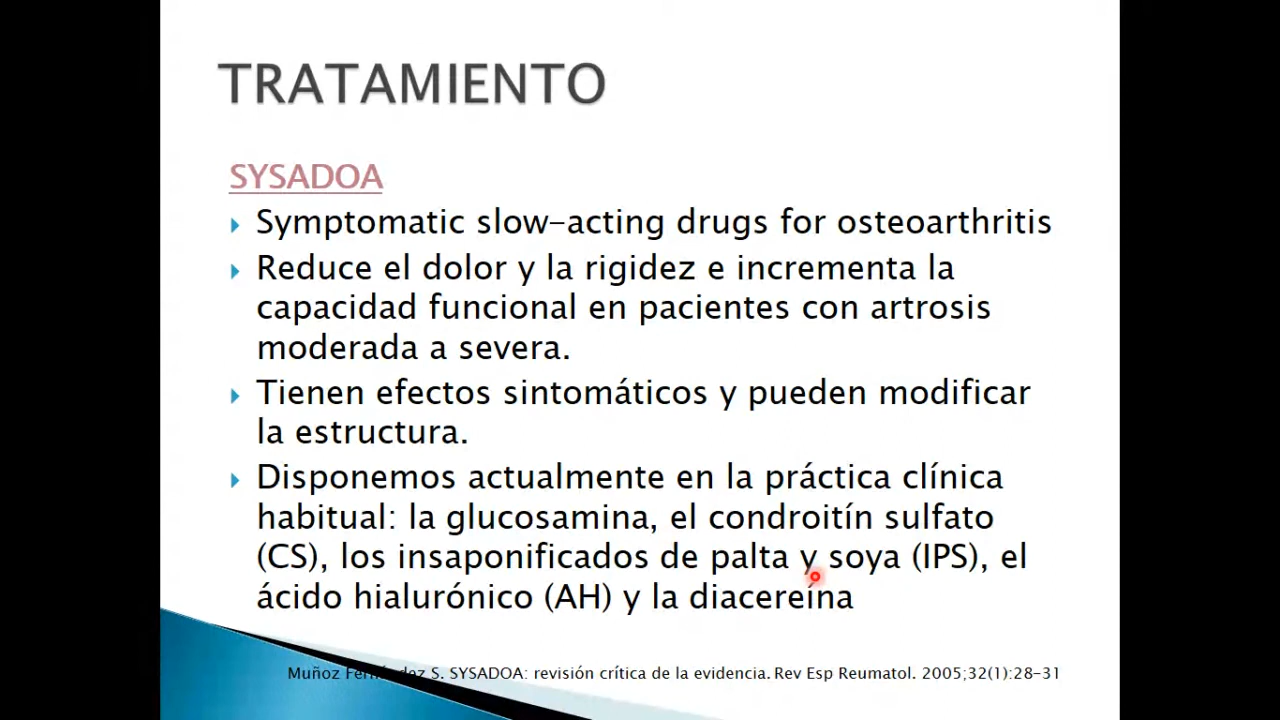 TRATAMIENTO
SYSADOA
Symptomatic slow-acting drugs for osteoarthritis
Reduce el dolor y la rigidez e incrementa la
capacidad funcional en pacientes con artrosis
moderada a severa.
Tienen efectos sintomáticos y pueden modificar
la estructura.
Disponemos actualmente en la práctica clínica
habitual: la glucosamina, el condroitín sulfato
(CS), los insaponificados de palta y soya (IPS), el
ácido hialurónico (AH) y la diacereína
Muñoz Fernández S. SYSADOA: revisión crítica de la evidencia. Rev Esp Reumatol. 2005;32(1):28-31